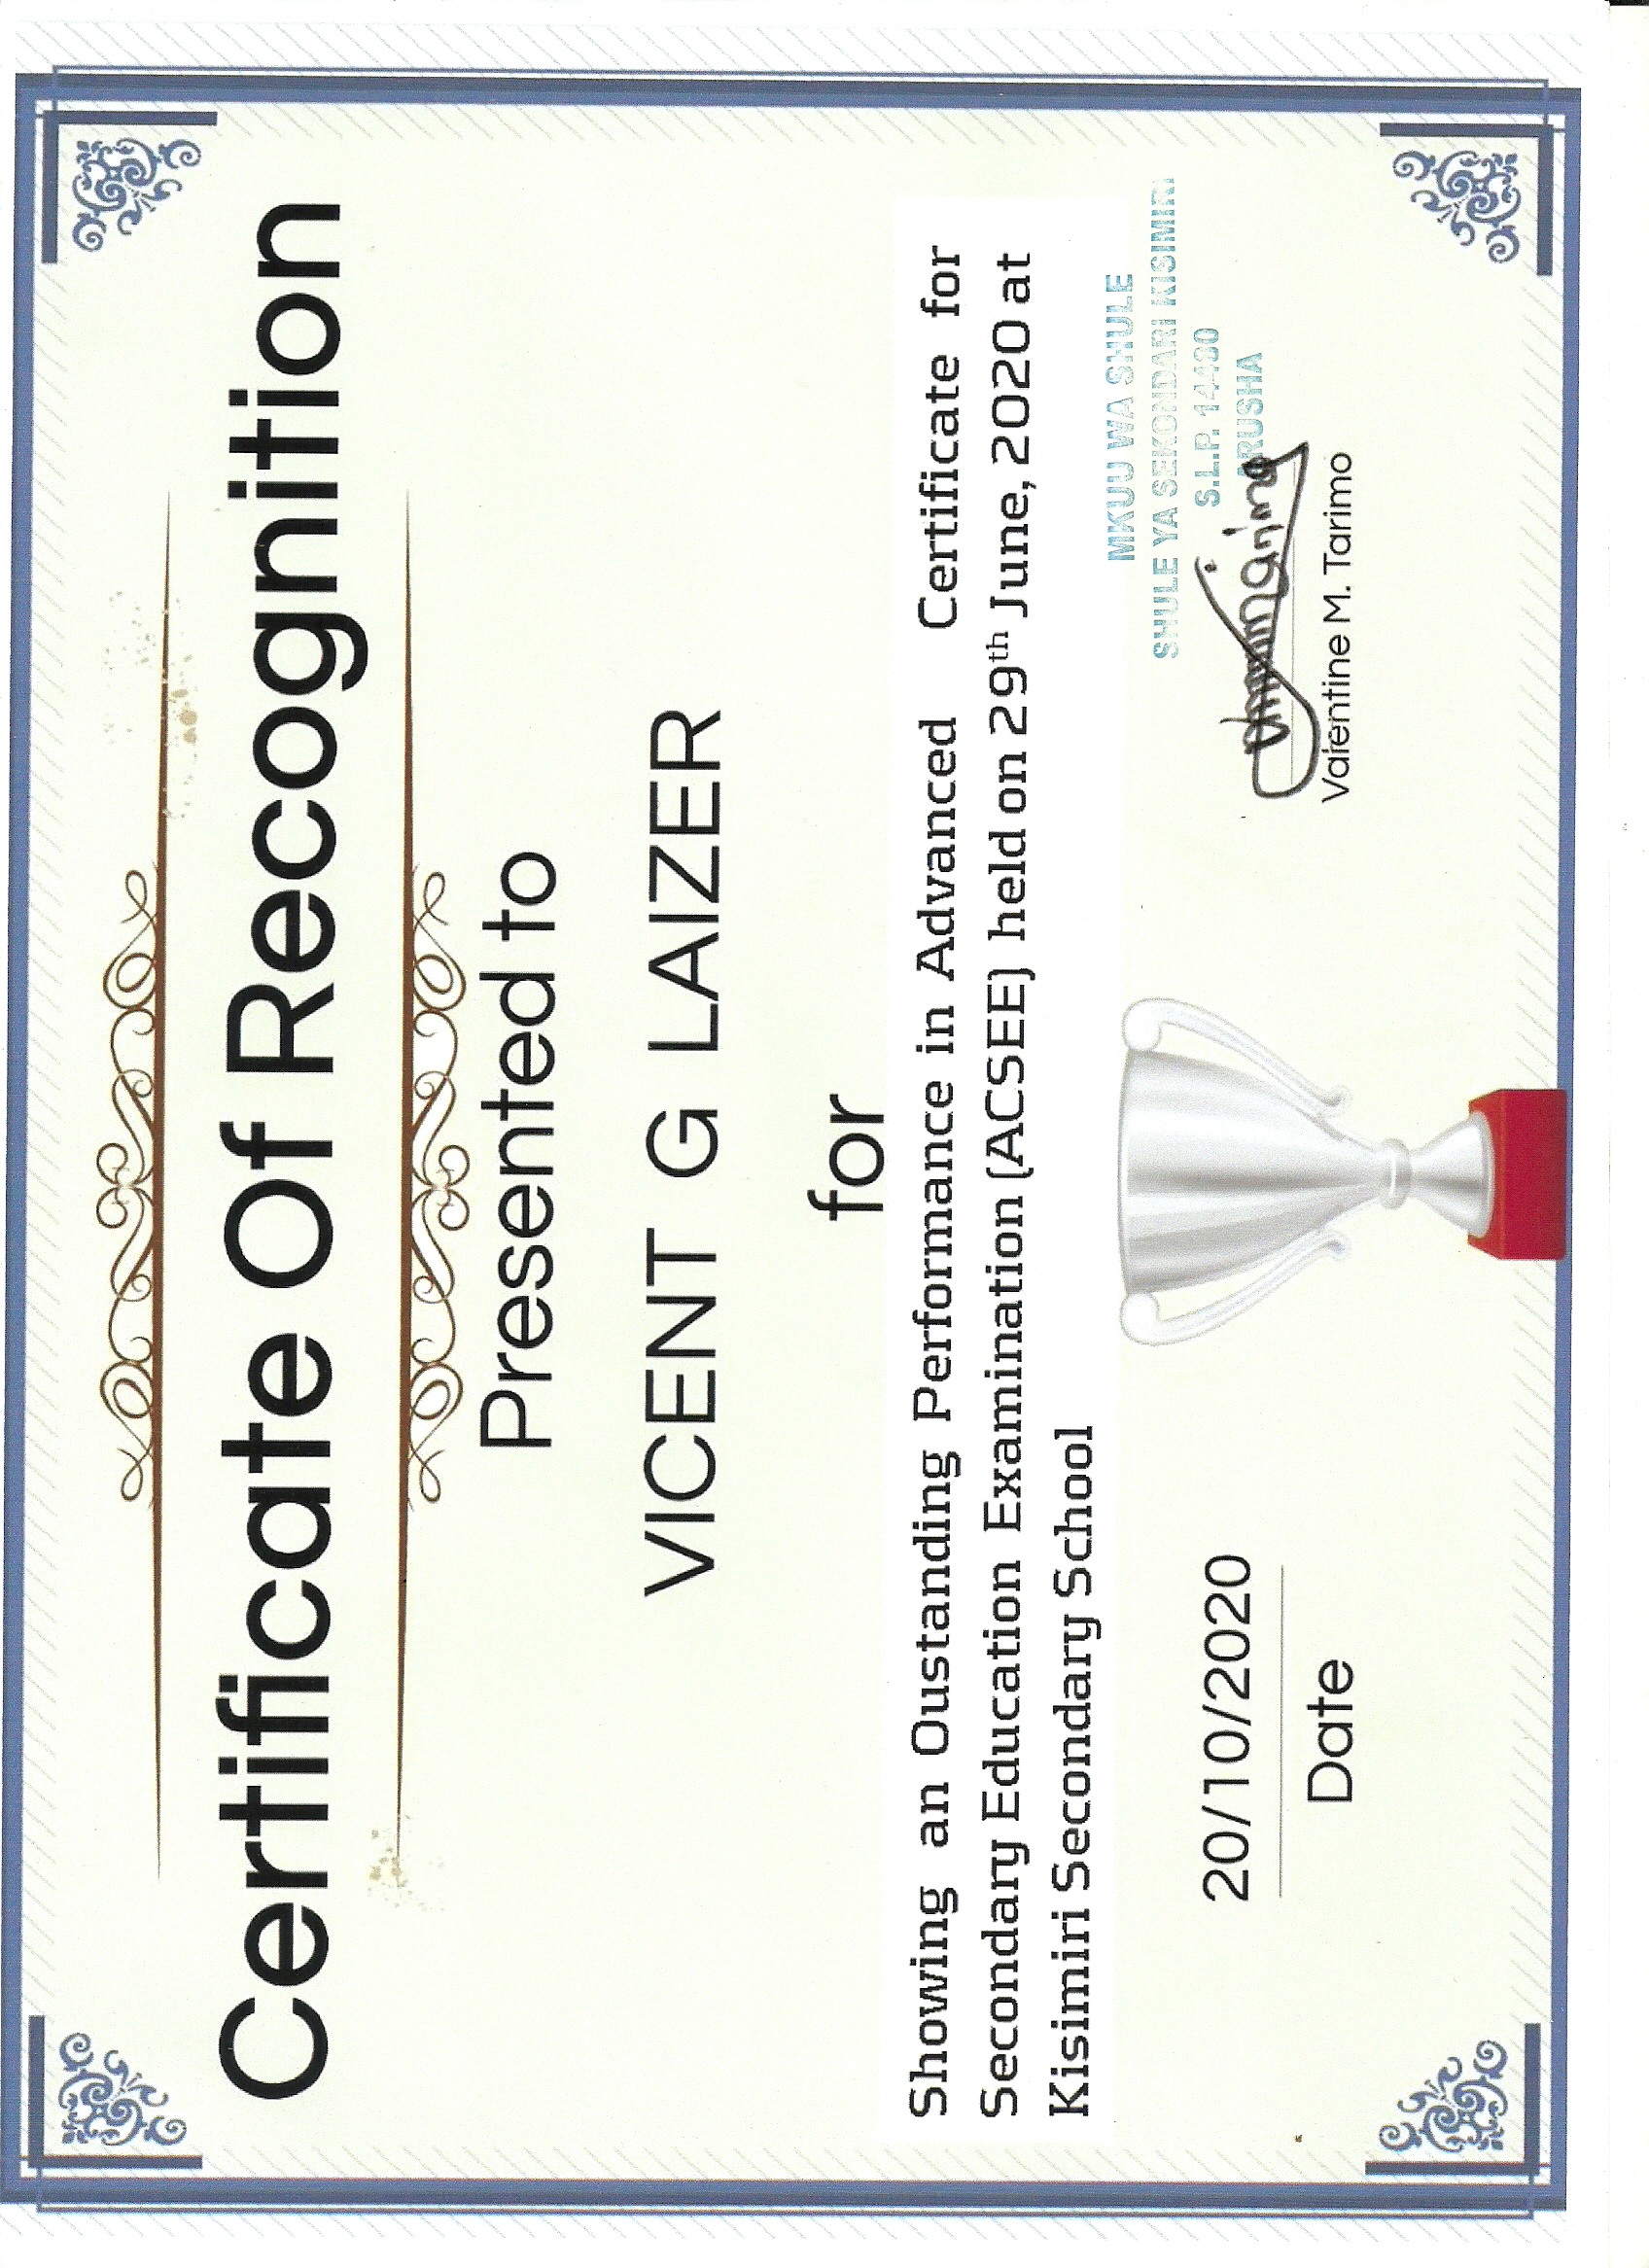 Certificate Of Recognition
Presented to
VICENT G LAIZER
for
Showing an Oustanding Performance in Advanced Certificate for
Secondary Education Examination (ACSEE) held on 29th June, 2020 at
Kisimiri Secondary School
MKUU WA SHULE
SHULE YA SEKONDARI KISIMIRI
S.L.P. 14480
ARUSHA
20/10/2020
Date
Valentine M. Tarimo